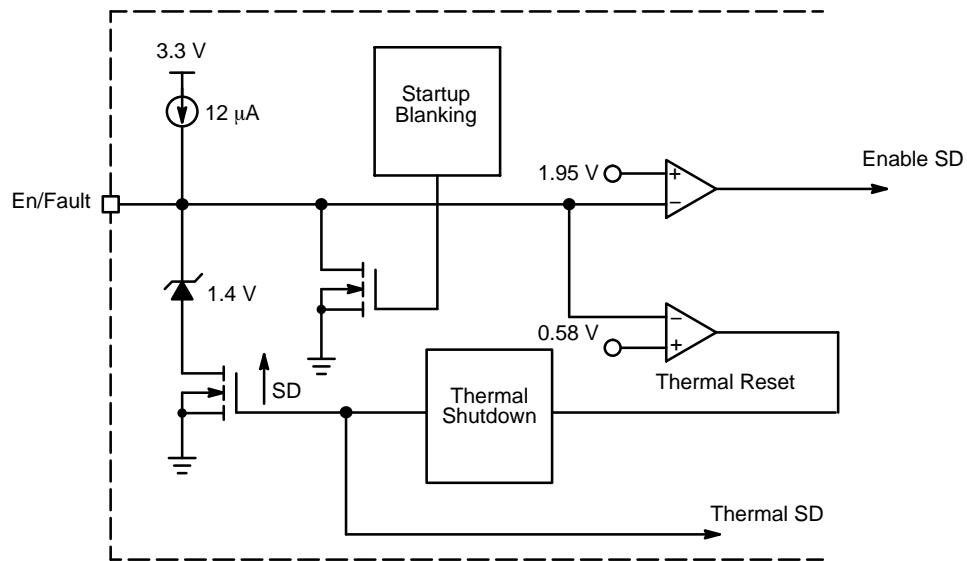 3.3 V
12 μA
Startup
Blanking
Enable SD
1.95 V
+
−
En/Fault
1.4 V
−
0.58 V
+
Thermal Reset
SD
Thermal
Shutdown
Thermal SD